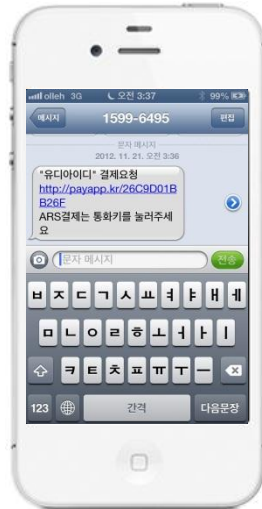 olleh 3G 오전 3:37 99%
메시지 1599-6495 편집
문자 메시지
2012. 11. 21. 오전 3:36
"유디아이디" 결제요청
http://payapp.kr/26C9D01B
B26F
ARS결제는 통화키를 눌러주세
요
문자 메시지 전송
ㅂ ㅈ ㄷ ㄱ ㅅ ㅛ ㅕ ㅑ ㅐ ㅔ
ㅁ ㄴ ㅇ ㄹ ㅎ ㅗ ㅓ ㅏ ㅣ
ㅋ ㅌ ㅊ ㅍ ㅠ ㅜ ㅡ
123 간격 다음문장